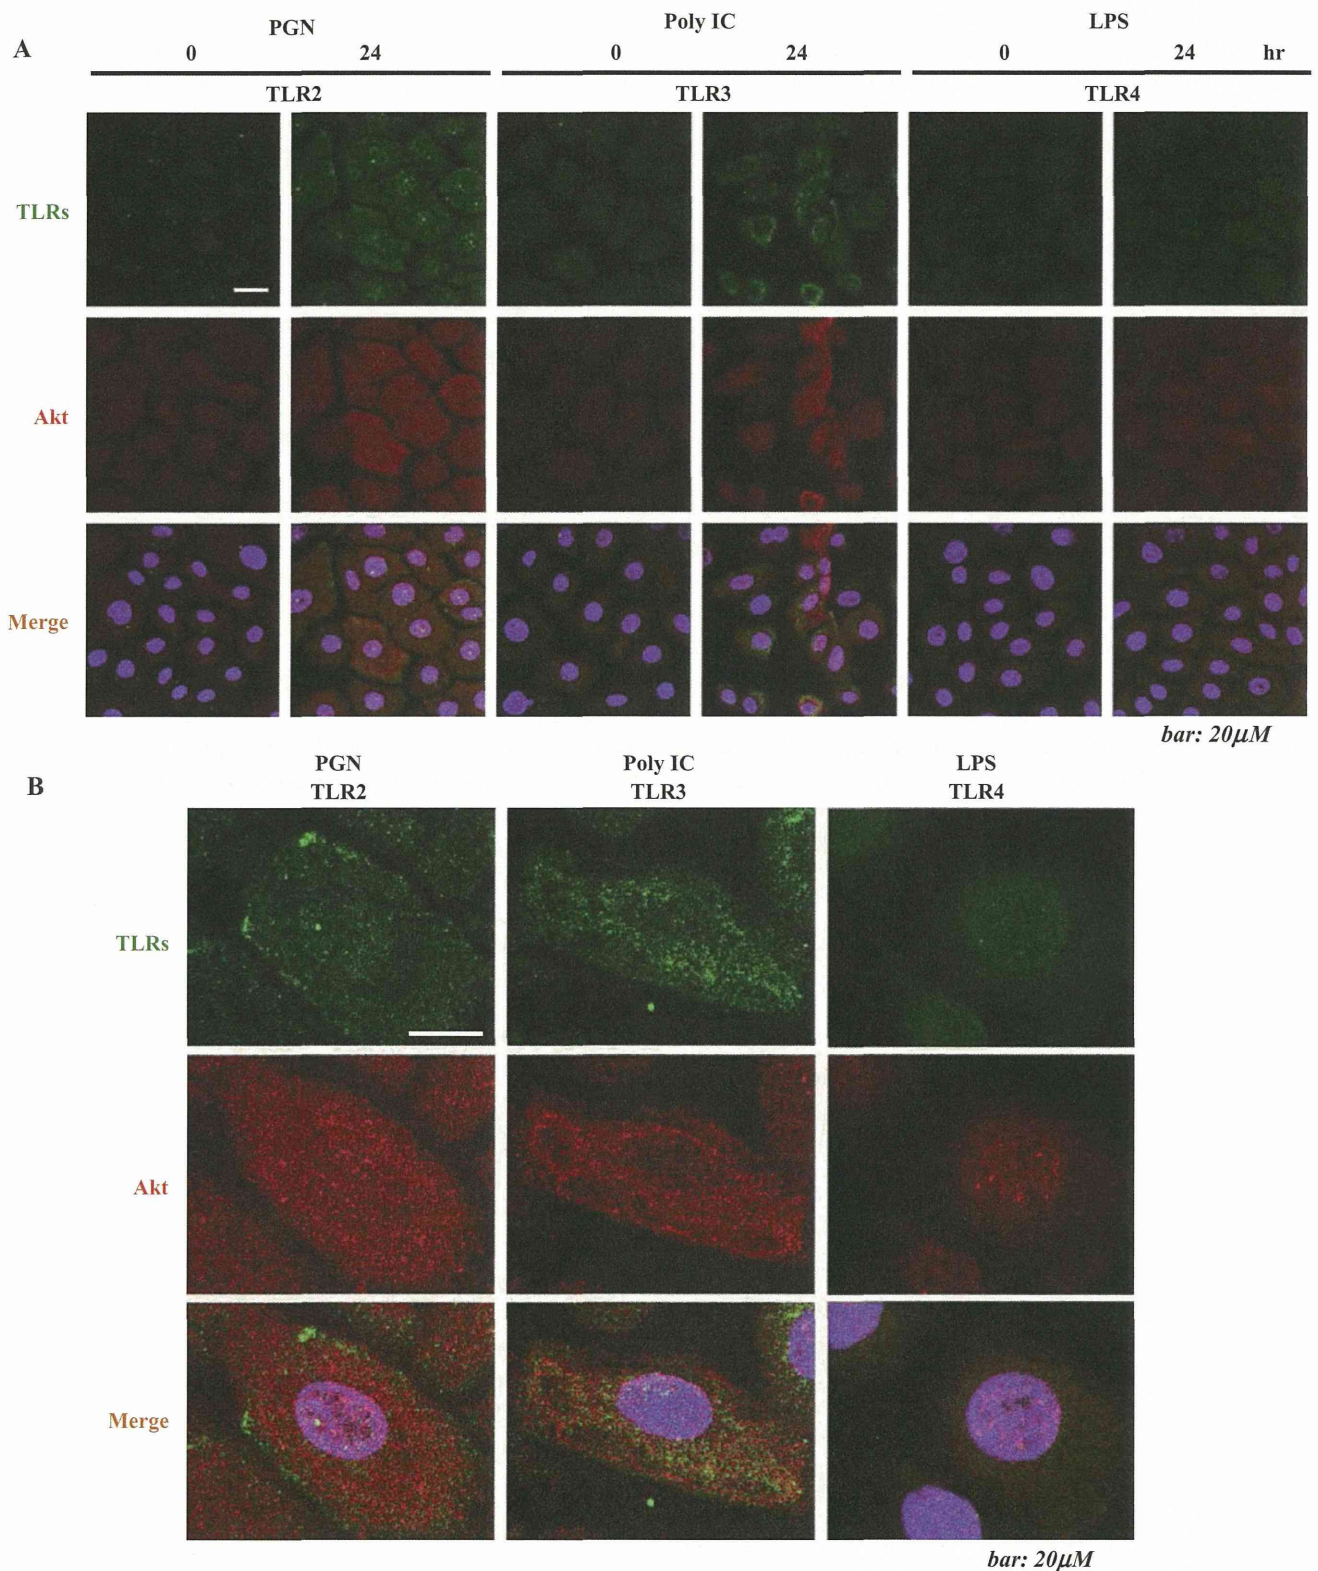 A
PGN Poly IC LPS
0 24 0 24 0 24 hr
TLR2 TLR3 TLR4
TLRs
Akt
Merge
bar: 20μM
B
PGN Poly IC LPS
TLR2 TLR3 TLR4
TLRs
Akt
Merge
bar: 20μM